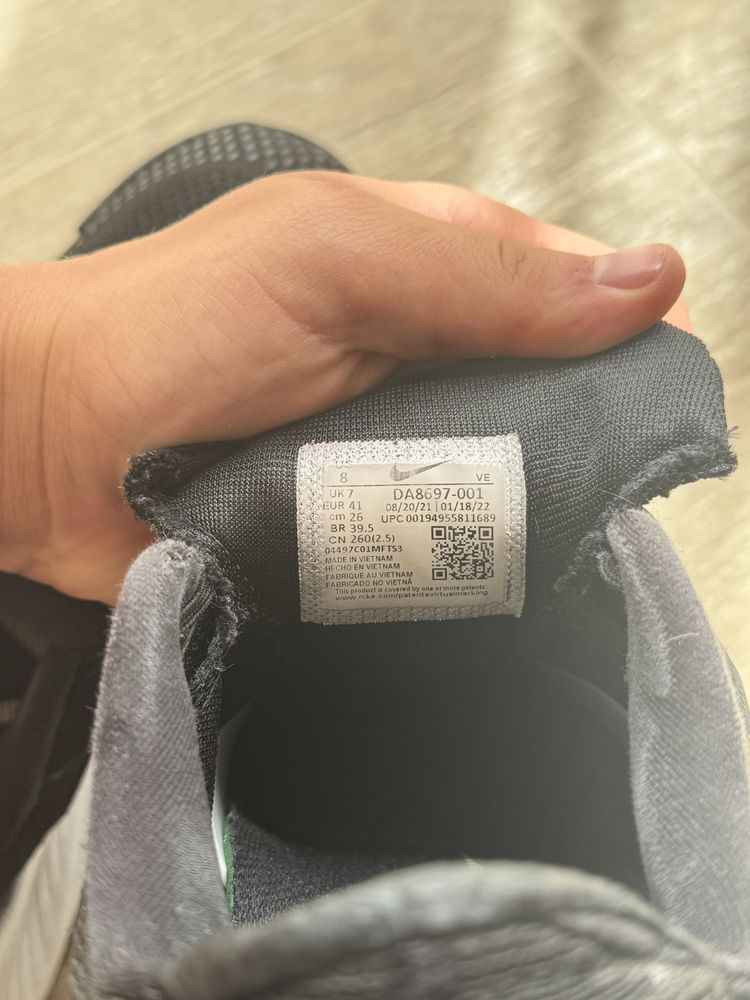 US
8
VE
UK 7
DA8697-001
EUR 41
08/20/21 | 01/18/22
cm 26
UPC 00194955811689
BR 39.5
CN 260(2.5)
04497C01MFTS3
MADE IN VIETNAM
HECHO EN VIETNAM
FABRIQUE AU VIETNAM
FABRICADO NO VIETNÃ
This product is covered by one or more patents.
www.nike.com/patentsvirtualmarking